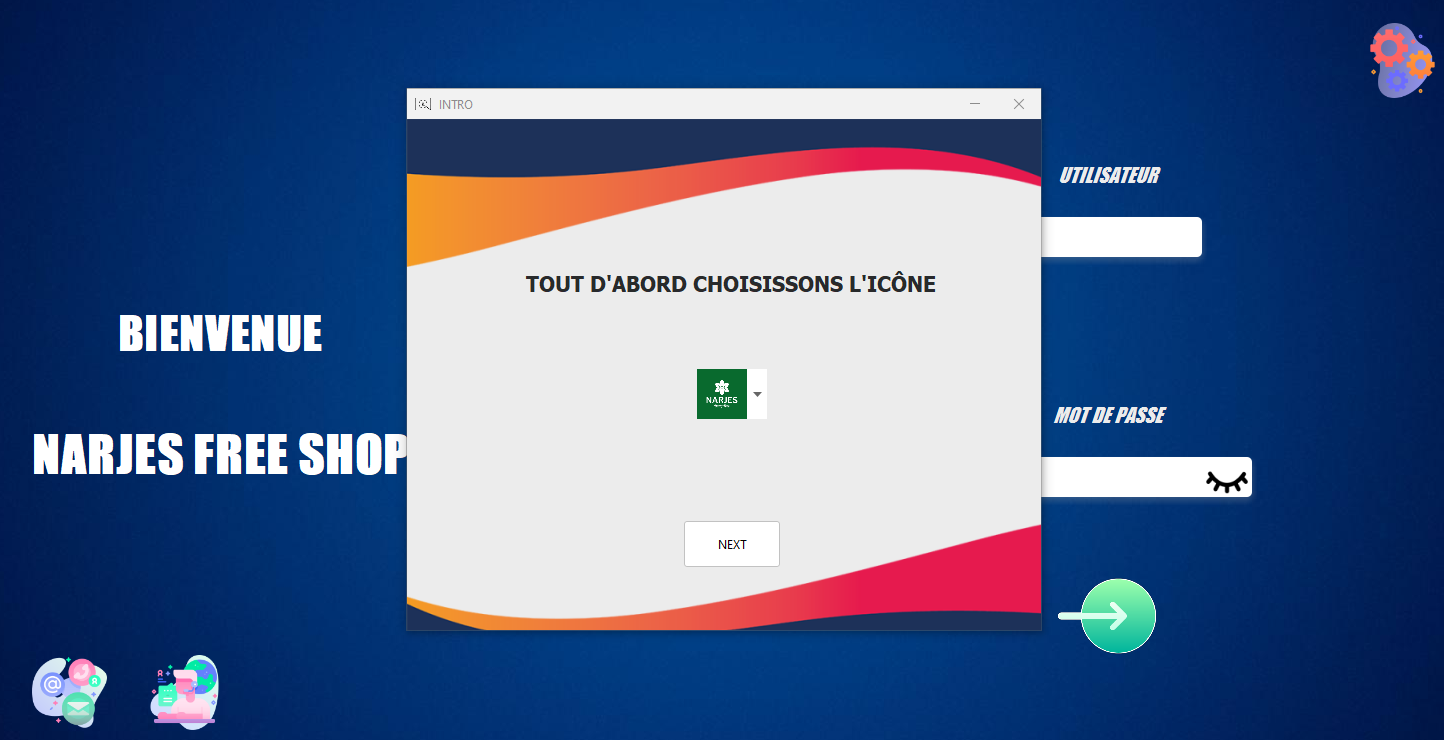 INTRO
UTILISATEUR
TOUT D'ABORD CHOISISSONS L'ICÔNE
BIENVENUE
NARJES
MOT DE PASSE
NARJES FREE SHOP
NEXT